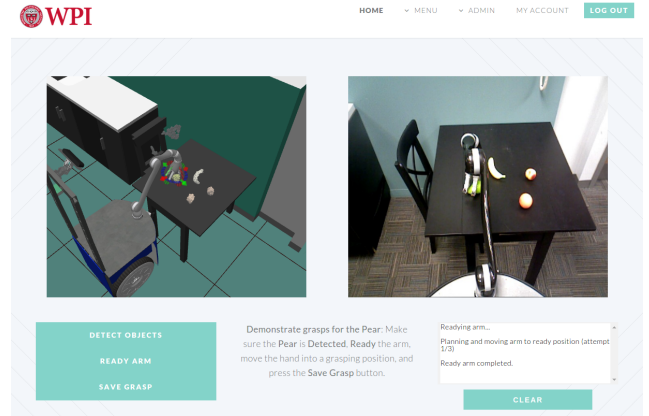 WPI
HOME
MENU
ADMIN
MY ACCOUNT
LOG OUT
DETECT OBJECTS
READY ARM
SAVE GRASP
Demonstrate grasps for the Pear: Make
sure the Pear is Detected, Ready the arm,
move the hand into a grasping position, and
press the Save Grasp button.
Readying arm...
Planning and moving arm to ready position (attempt
1/3)
Ready arm completed.
CLEAR